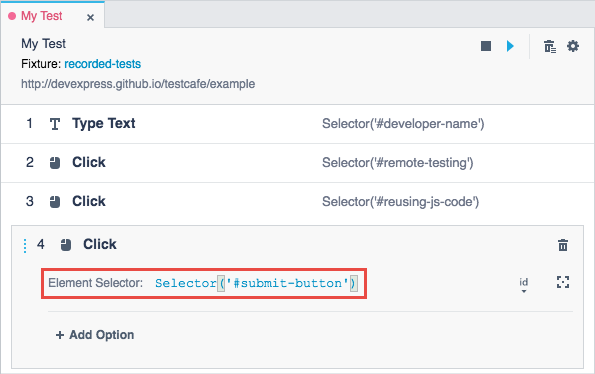 My Test ×
My Test
Fixture: recorded-tests
http://devexpress.github.io/testcafe/example
1 Type Text Selector('#developer-name')
2 Click Selector('#remote-testing')
3 Click Selector('#reusing-js-code')
4 Click
Element Selector: Selector('#submit-button') id
+ Add Option